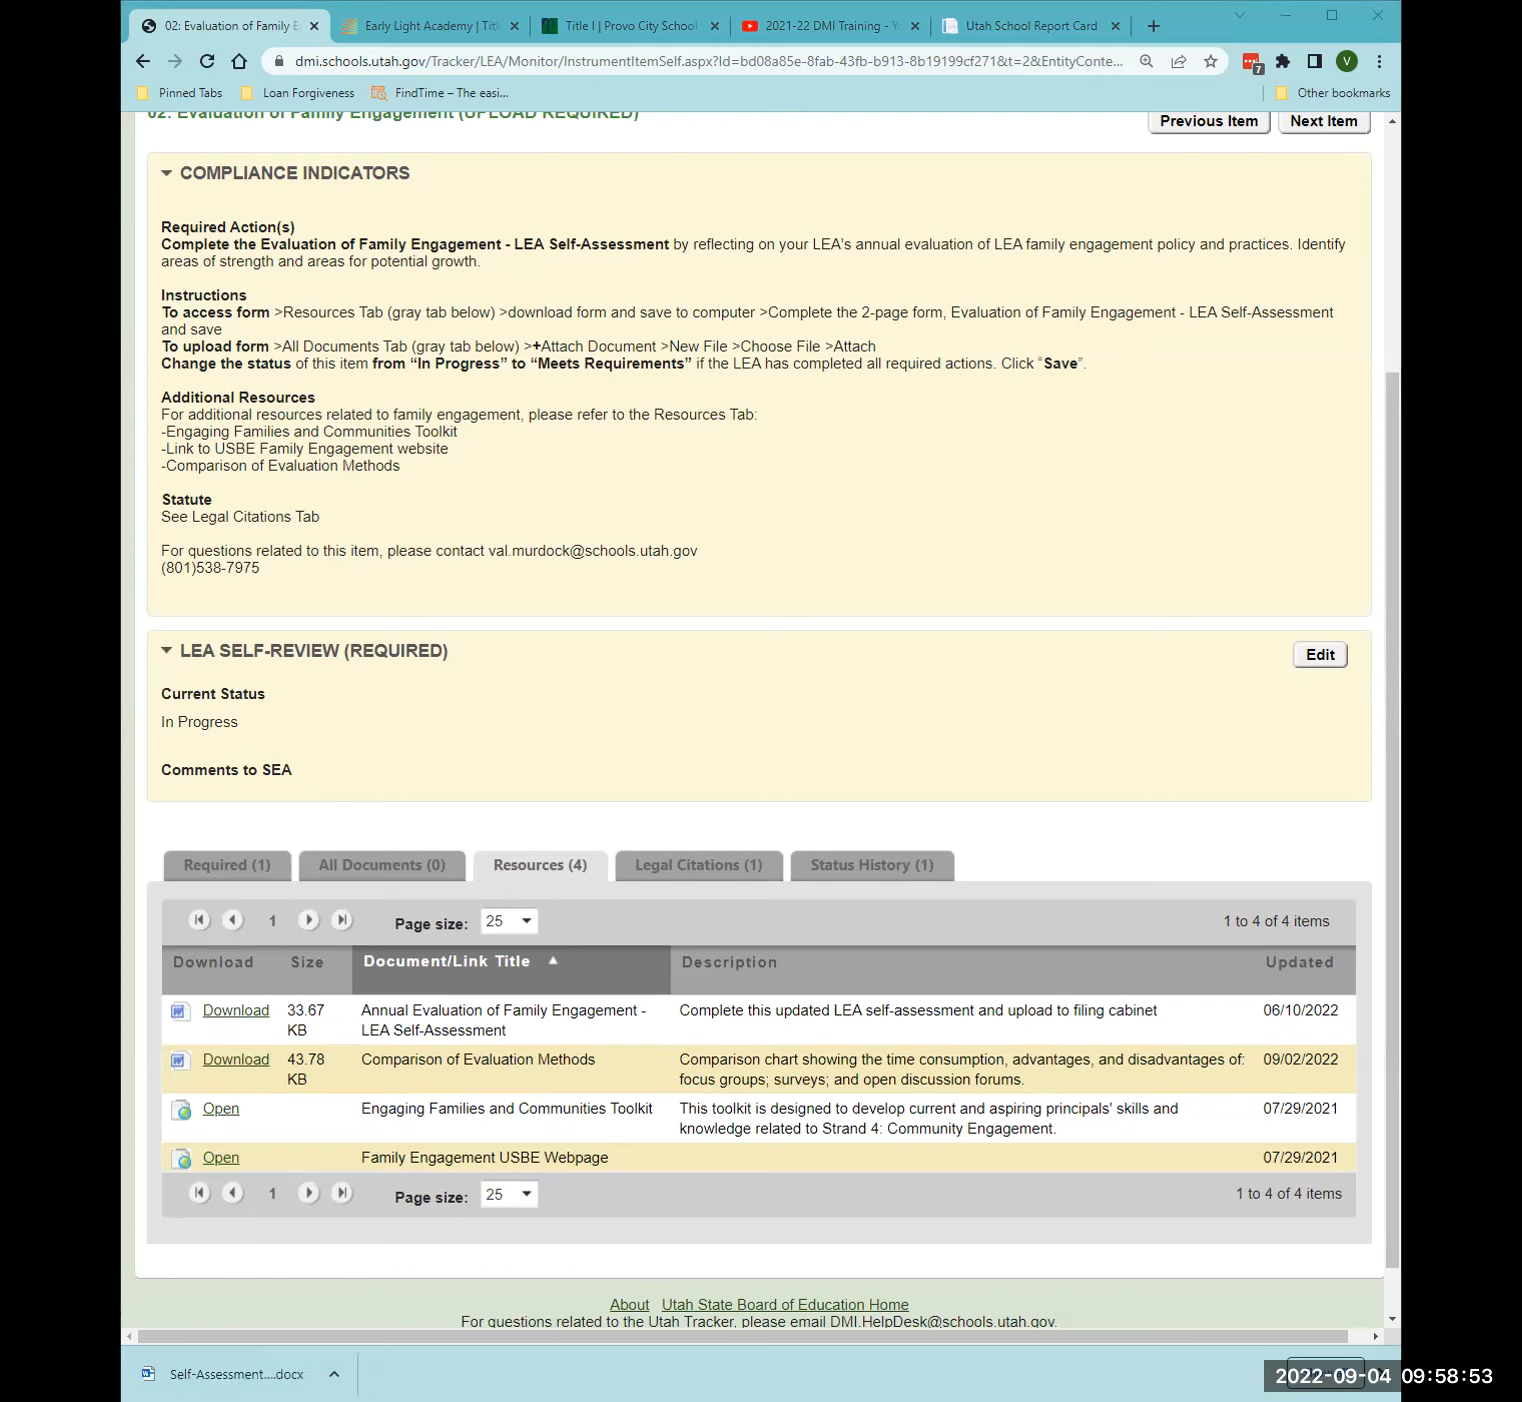 02: Evaluation of Family E
Early Light Academy | Titl
Title I | Provo City School
2021-22 DMI Training - Yo
Utah School Report Card
dmi.schools.utah.gov/Tracker/LEA/Monitor/InstrumentItemSelf.aspx?Id=bd08a85e-8fab-43fb-b913-8b19199cf271&t=2&EntityConte...
7
V
Pinned Tabs
Loan Forgiveness
FindTime – The easi...
Other bookmarks
02: Evaluation of Family Engagement (UPLOAD REQUIRED)
Previous Item
Next Item
COMPLIANCE INDICATORS
Required Action(s)
Complete the Evaluation of Family Engagement - LEA Self-Assessment by reflecting on your LEA's annual evaluation of LEA family engagement policy and practices. Identify
areas of strength and areas for potential growth.
Instructions
To access form >Resources Tab (gray tab below) >download form and save to computer >Complete the 2-page form, Evaluation of Family Engagement - LEA Self-Assessment
and save
To upload form >All Documents Tab (gray tab below) >+Attach Document >New File >Choose File >Attach
Change the status of this item from “In Progress” to “Meets Requirements” if the LEA has completed all required actions. Click “Save”.
Additional Resources
For additional resources related to family engagement, please refer to the Resources Tab:
-Engaging Families and Communities Toolkit
-Link to USBE Family Engagement website
-Comparison of Evaluation Methods
Statute
See Legal Citations Tab
For questions related to this item, please contact val.murdock@schools.utah.gov
(801)538-7975
LEA SELF-REVIEW (REQUIRED)
Edit
Current Status
In Progress
Comments to SEA
Required (1)
All Documents (0)
Resources (4)
Legal Citations (1)
Status History (1)
1
Page size:
25
1 to 4 of 4 items
Download
Size
Document/Link Title
Description
Updated
Download
33.67
KB
Annual Evaluation of Family Engagement -
LEA Self-Assessment
Complete this updated LEA self-assessment and upload to filing cabinet
06/10/2022
Download
43.78
KB
Comparison of Evaluation Methods
Comparison chart showing the time consumption, advantages, and disadvantages of:
focus groups; surveys; and open discussion forums.
09/02/2022
Open
Engaging Families and Communities Toolkit
This toolkit is designed to develop current and aspiring principals' skills and
knowledge related to Strand 4: Community Engagement.
07/29/2021
Open
Family Engagement USBE Webpage
07/29/2021
1
Page size:
25
1 to 4 of 4 items
About
Utah State Board of Education Home
For questions related to the Utah Tracker, please email DMI.HelpDesk@schools.utah.gov.
Self-Assessment....docx
2022-09-04 09:58:53